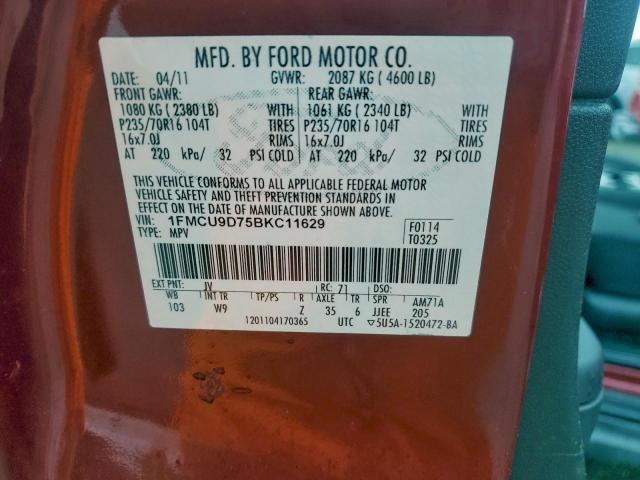 MFD. BY FORD MOTOR CO.
DATE: 04/11 GVWR: 2087 KG ( 4600 LB)
FRONT GAWR: REAR GAWR:
1080 KG ( 2380 LB) WITH 1061 KG ( 2340 LB) WITH
P235/70R16 104T TIRES P235/70R16 104T TIRES
16x7.0J RIMS 16x7.0J RIMS
AT 220 kPa/ 32 PSI COLD AT 220 kPa/ 32 PSI COLD
THIS VEHICLE CONFORMS TO ALL APPLICABLE FEDERAL MOTOR
VEHICLE SAFETY AND THEFT PREVENTION STANDARDS IN
EFFECT ON THE DATE OF MANUFACTURE SHOWN ABOVE.
VIN: 1FMCU9D75BKC11629 F0114
TYPE: MPV T0325
EXT PNT: JV RC: 71 DSO:
WB INT TR TP/PS R AXLE TR SPR AM71A
103 W9 Z 35 6 JJEE 205
1201104170365 UTC ▽5U5A-1520472-BA